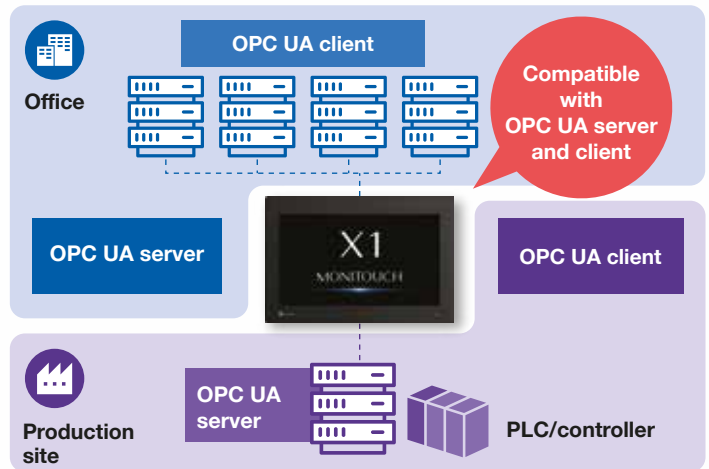 OPC UA client
Office
Compatible
with
OPC UA server
and client
OPC UA server
X1
MONITOUCH
OPC UA client
OPC UA
server
PLC/controller
Production
site